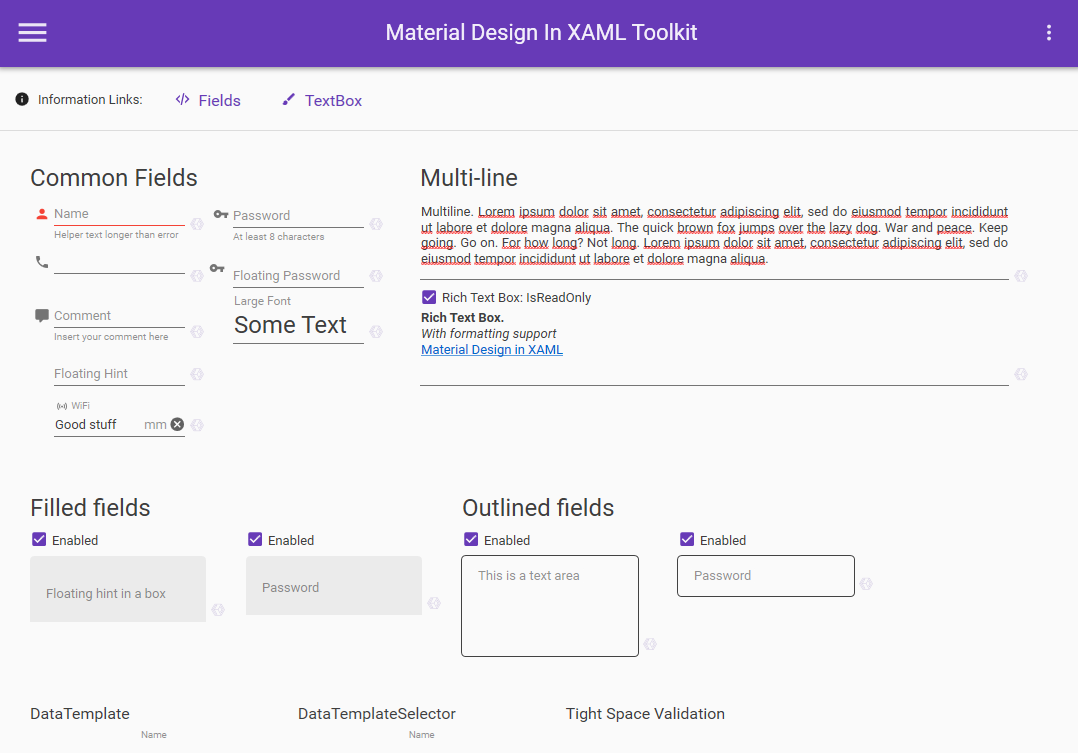 Material Design In XAML Toolkit
Information Links: Fields TextBox
Common Fields
Name
Helper text longer than error
Comment
Insert your comment here
Floating Hint
WiFi
Good stuff mm
Password
At least 8 characters
Floating Password
Large Font
Some Text
Multi-line
Multiline. Lorem ipsum dolor sit amet, consectetur adipiscing elit, sed do eiusmod tempor incididunt
ut labore et dolore magna aliqua. The quick brown fox jumps over the lazy dog. War and peace. Keep
going. Go on. For how long? Not long. Lorem ipsum dolor sit amet, consectetur adipiscing elit, sed do
eiusmod tempor incididunt ut labore et dolore magna aliqua.
Rich Text Box: IsReadOnly
Rich Text Box.
With formatting support
Material Design in XAML
Filled fields
Enabled
Floating hint in a box
Enabled
Password
Outlined fields
Enabled
This is a text area
Enabled
Password
DataTemplate
Name
DataTemplateSelector
Name
Tight Space Validation